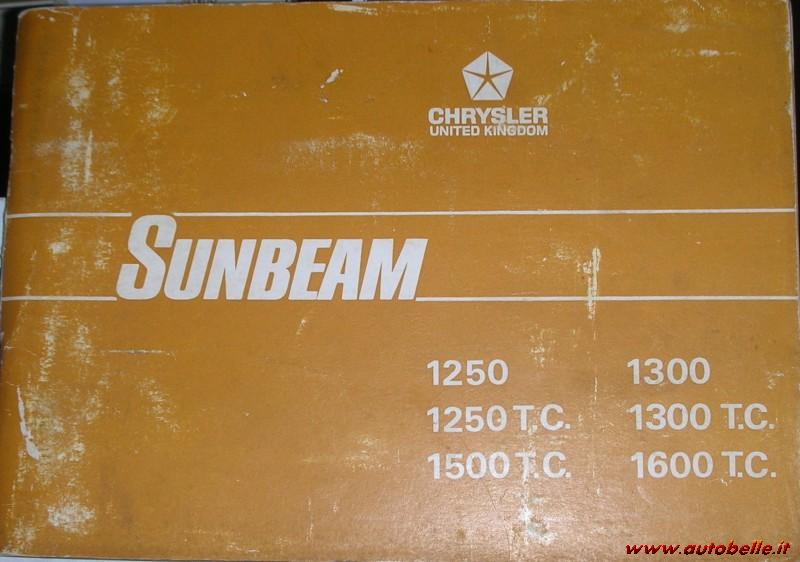 CHRYSLER
UNITED KINGDOM
SUNBEAM
1250 1300
1250 T.C. 1300 T.C.
1500 T.C. 1600 T.C.
www.autobelle.it